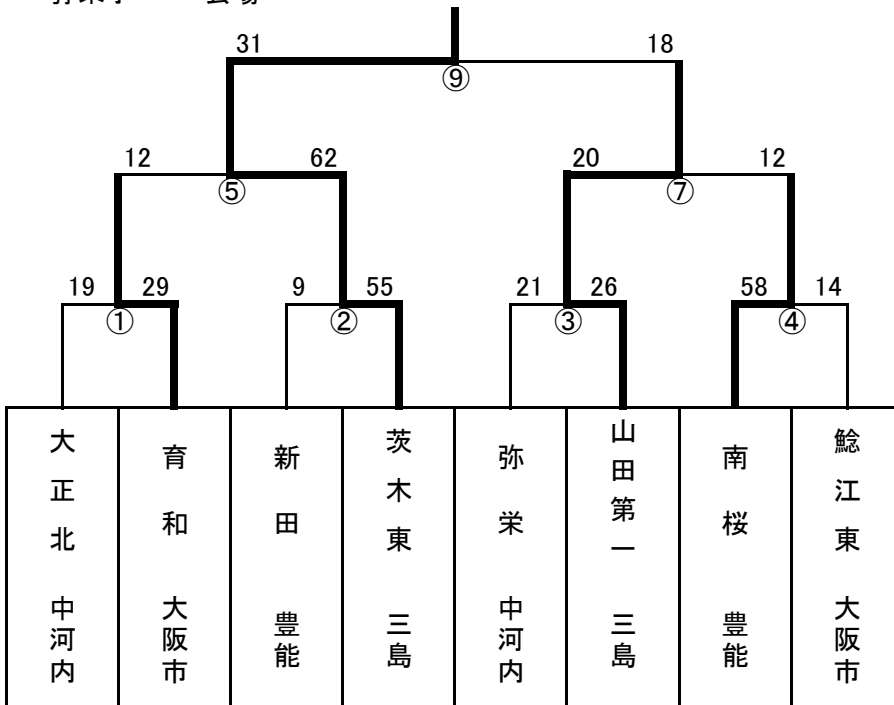 31 18
⑨
12 62 20 12
⑤ ⑦
19 29 9 55 21 26 58 14
① ② ③ ④
大正北 中河内
育和 大阪市
新田 豊能
茨木東 三島
弥栄 中河内
山田第一 三島
南桜 豊能
鯰江東 大阪市